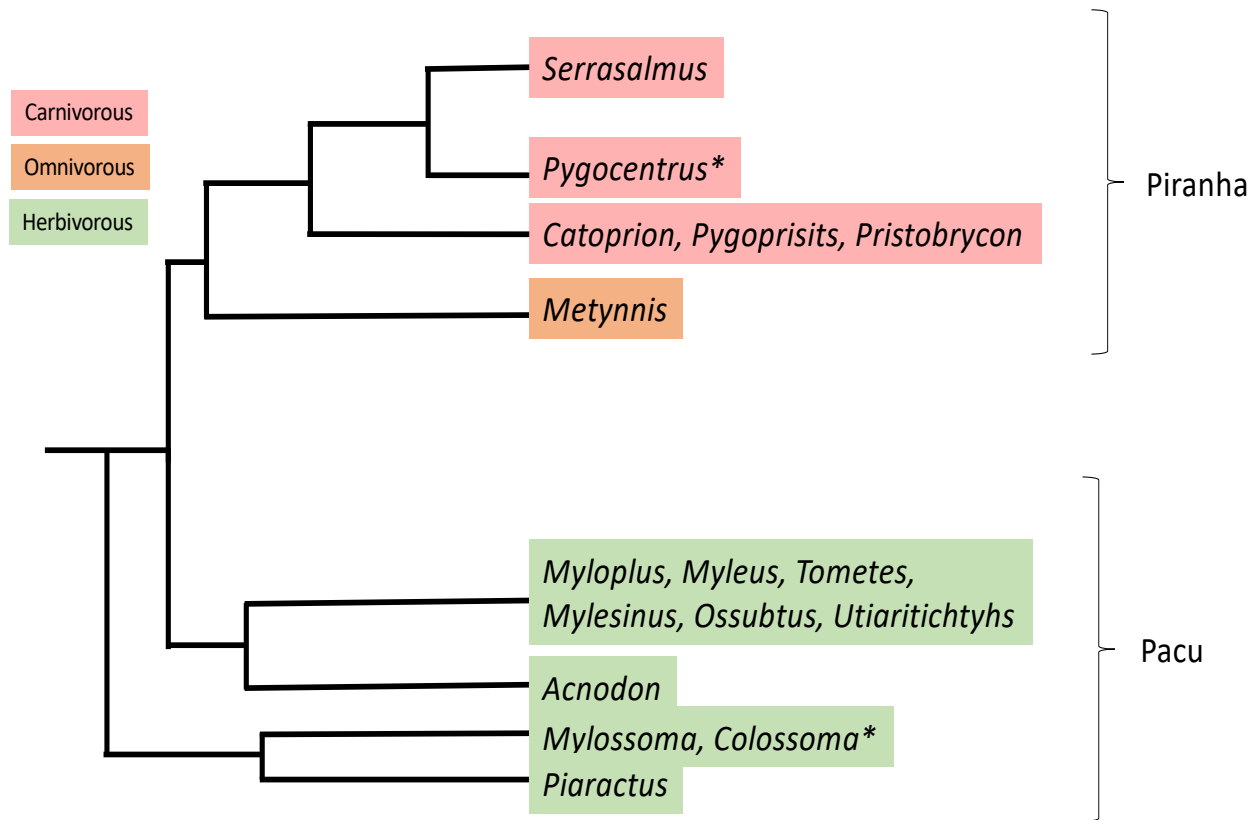 Serrasalmus
Carnivorous
Omnivorous
Herbivorous
Pygocentrus*
Piranha
Catoprion, Pygoprisits, Pristobrycon
Metynnis
Myloplus, Myleus, Tometes,
Mylesinus, Ossubtus, Utiaritichtyhs
Pacu
Acnodon
Mylossoma, Colossoma*
Piaractus